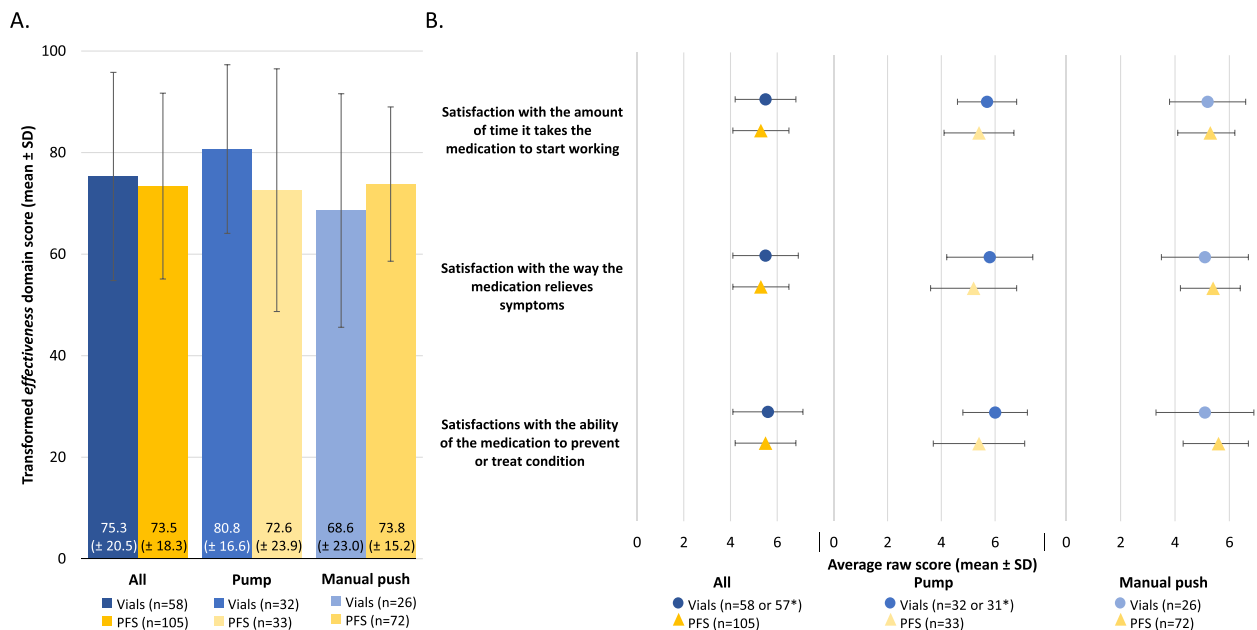 A.
Transformed effectiveness domain score (mean ± SD)
100
80
60
40
20
0
75.3
(± 20.5)
73.5
(± 18.3)
80.8
(± 16.6)
72.6
(± 23.9)
68.6
(± 23.0)
73.8
(± 15.2)
All
Vials (n=58)
PFS (n=105)
Pump
Vials (n=32)
PFS (n=33)
Manual push
Vials (n=26)
PFS (n=72)
B.
Satisfaction with the amount
of time it takes the
medication to start working
Satisfaction with the way the
medication relieves
symptoms
Satisfactions with the ability
of the medication to prevent
or treat condition
0 2 4 6
0 2 4 6
0 2 4 6
Average raw score (mean ± SD)
All
Vials (n=58 or 57*)
PFS (n=105)
Pump
Vials (n=32 or 31*)
PFS (n=33)
Manual push
Vials (n=26)
PFS (n=72)